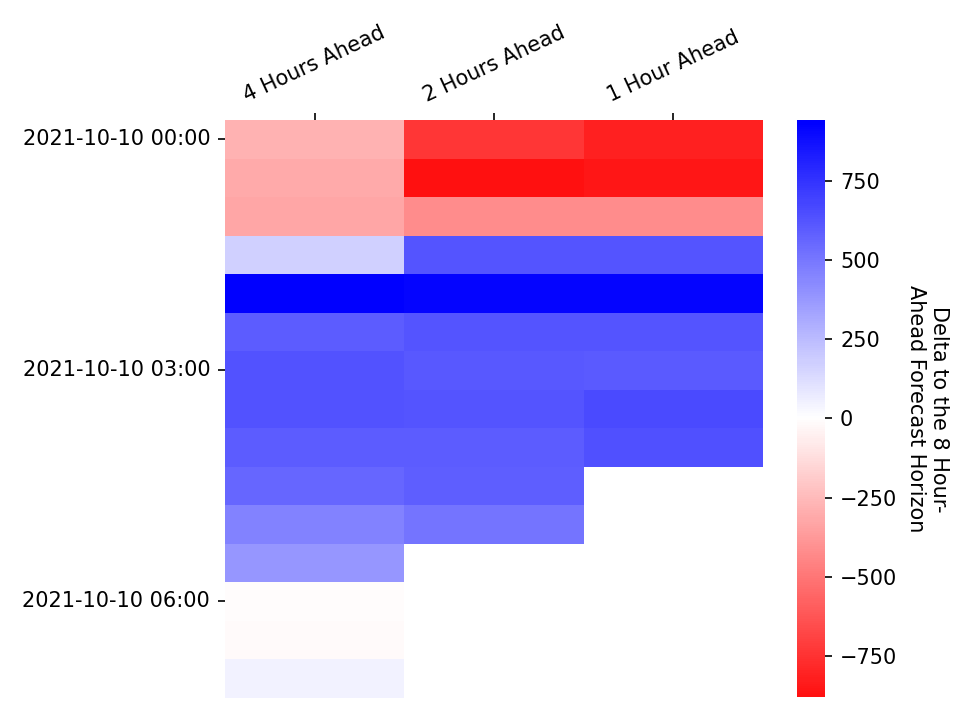 4 Hours Ahead
2 Hours Ahead
1 Hour Ahead
2021-10-10 00:00
2021-10-10 03:00
2021-10-10 06:00
750
500
250
0
−250
−500
−750
Delta to the 8 Hour-
Ahead Forecast Horizon